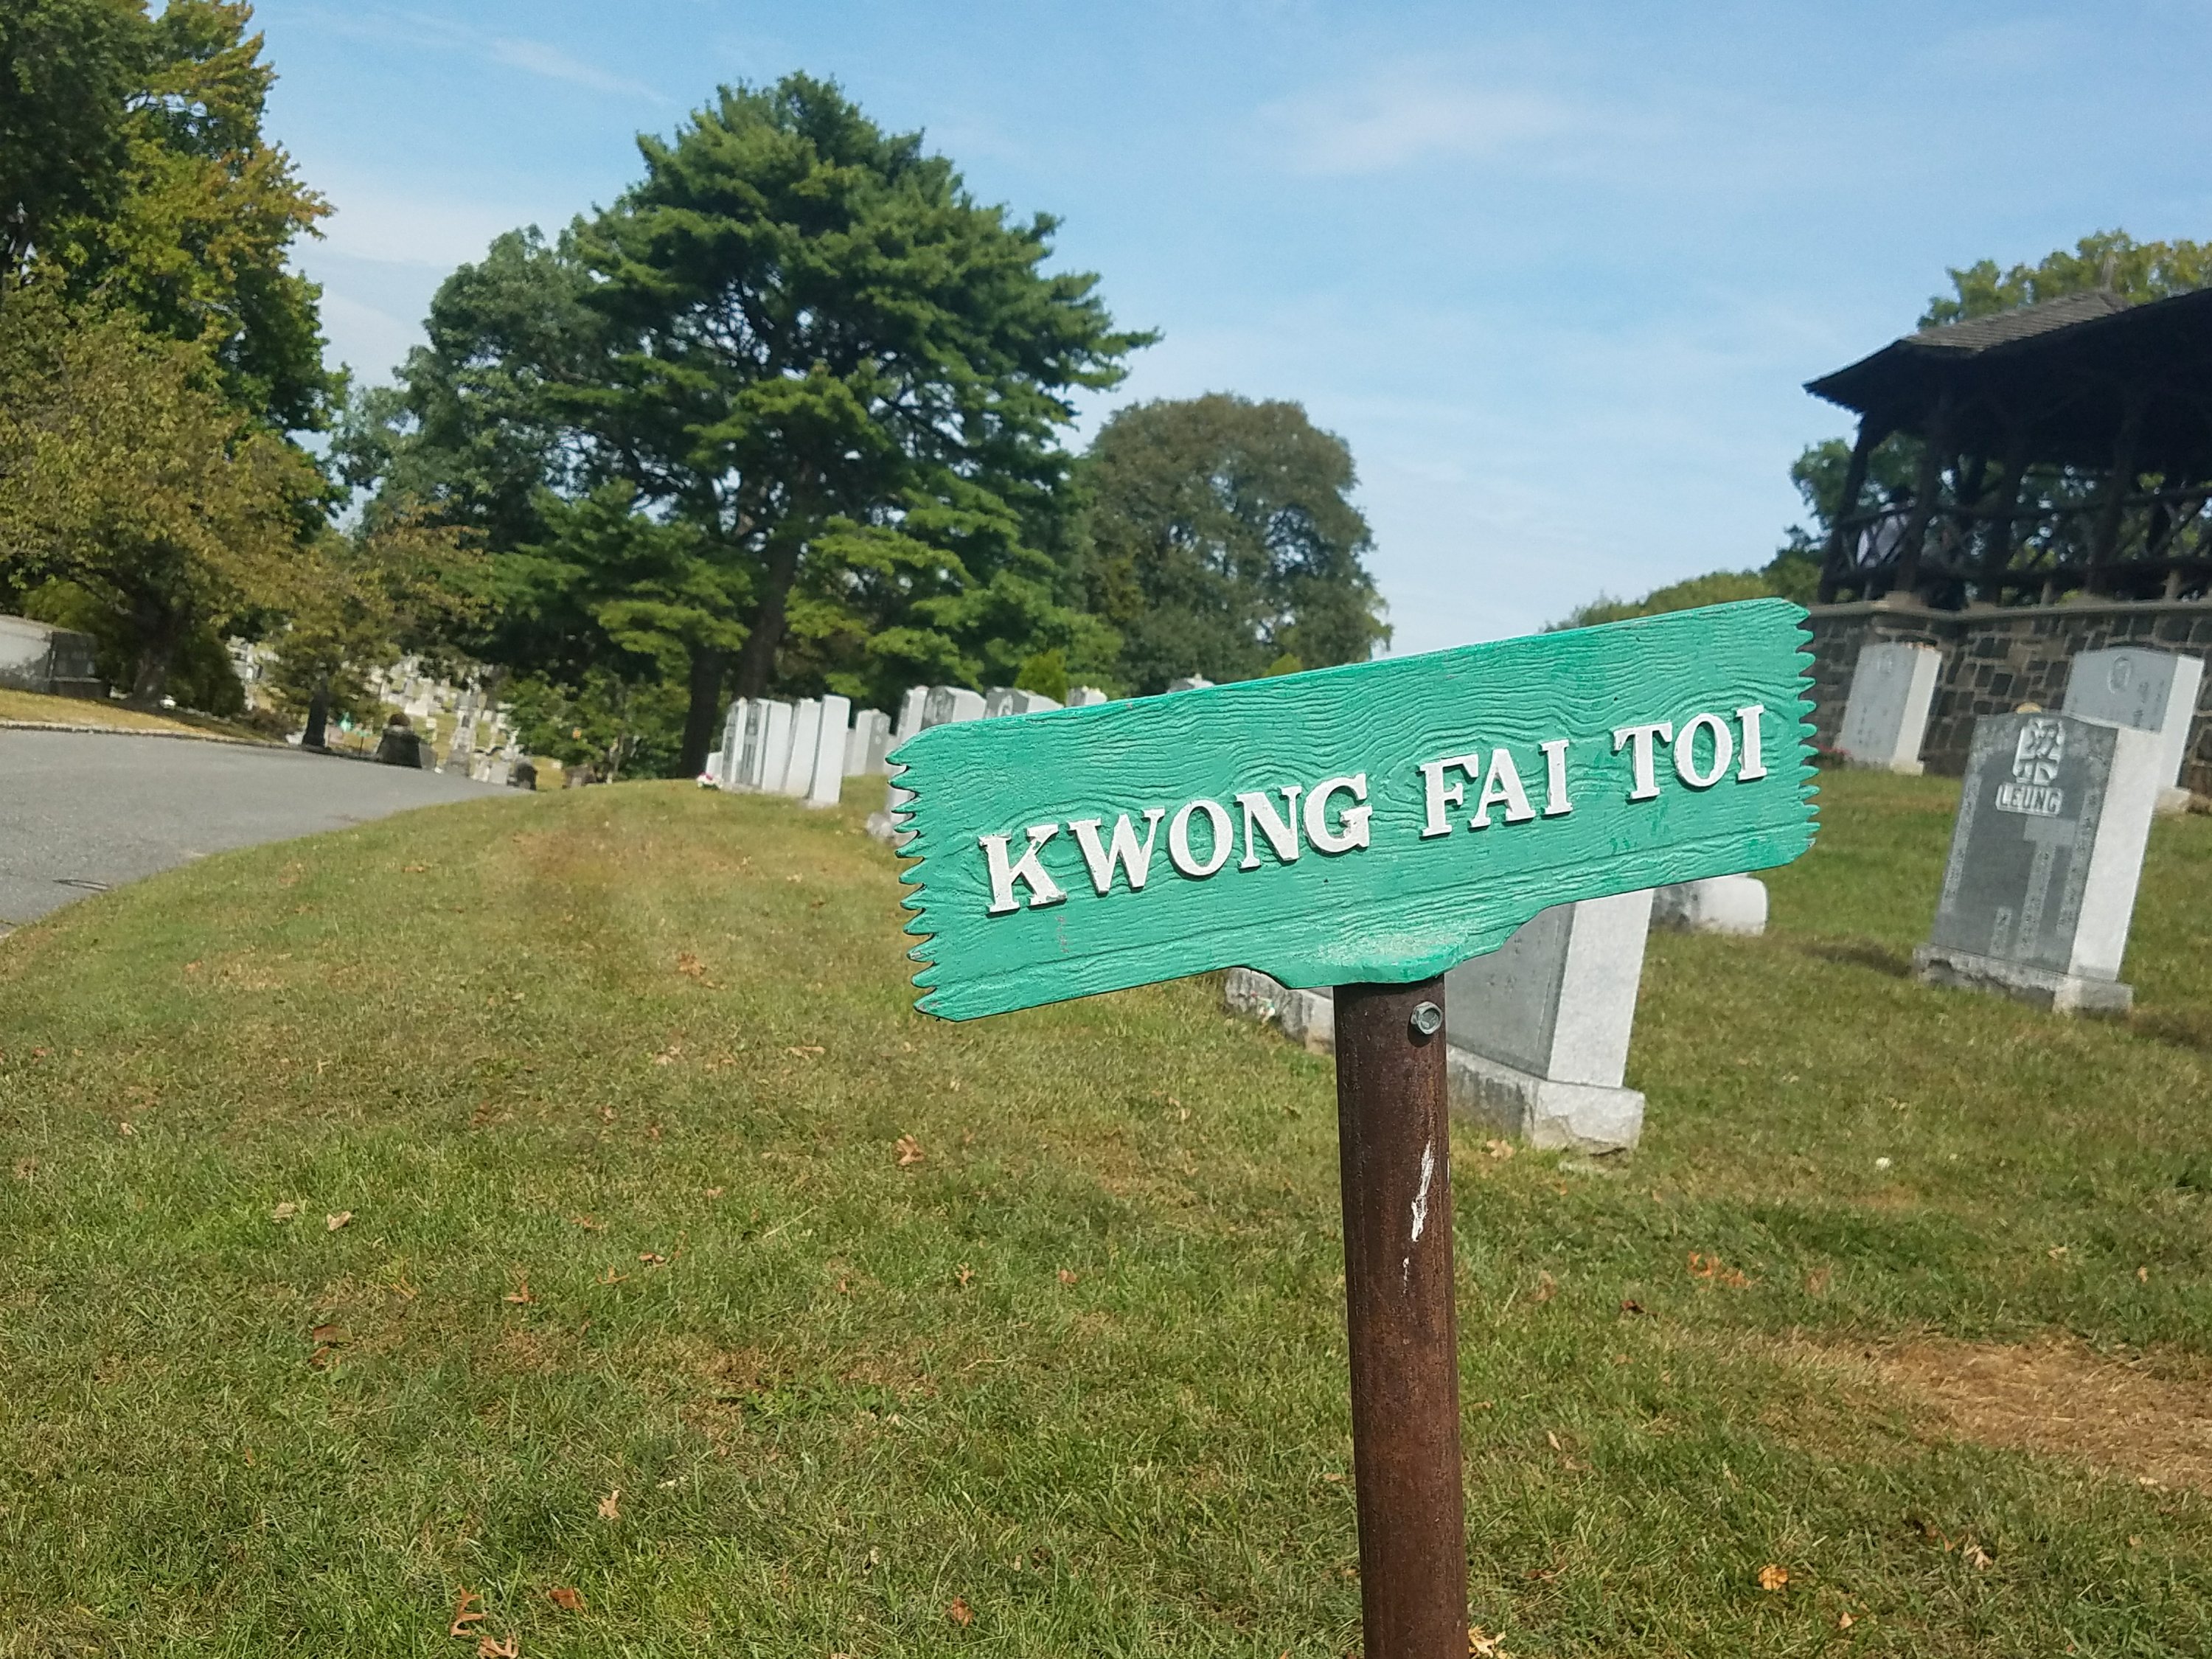 KWONG FAI TOI
梁
LEUNG